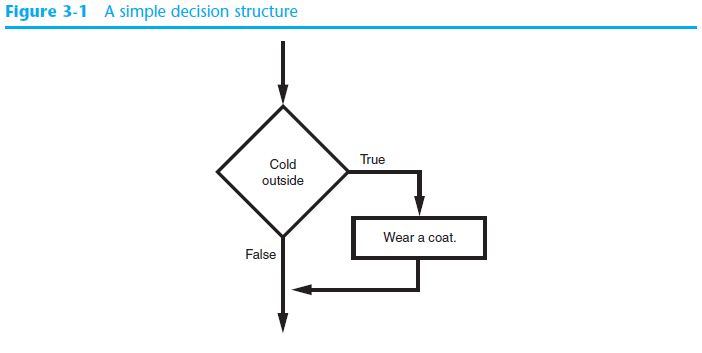 Figure 3-1 A simple decision structure
Cold
outside
True
Wear a coat.
False